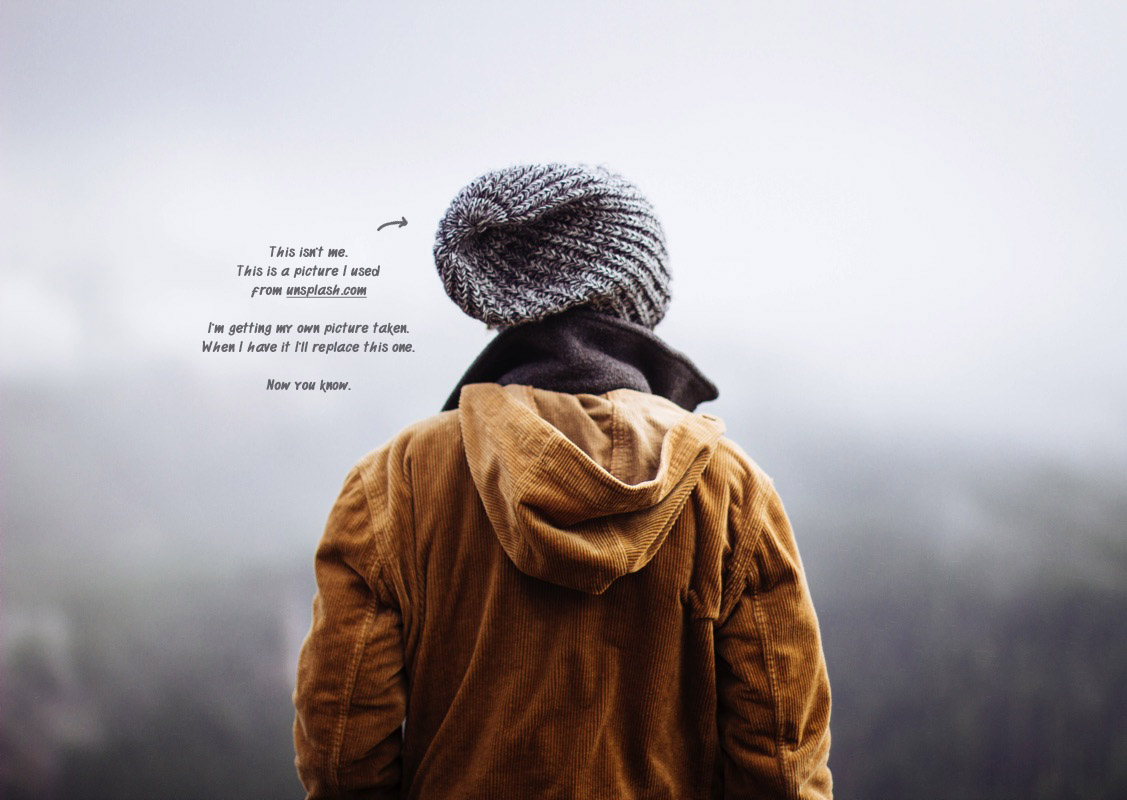 This isn't me.
This is a picture I used
from unsplash.com
I'm getting my own picture taken.
When I have it I'll replace this one.
Now you know.